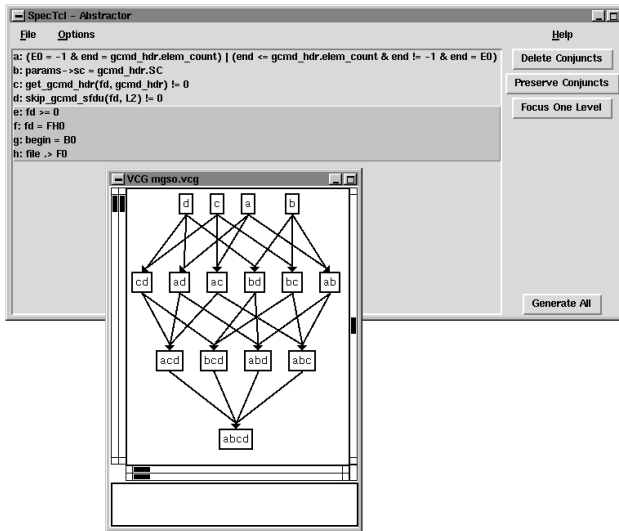 SpecTcl - Abstractor
File Options Help
a: (E0 = -1 & end = gcmd_hdr.elem_count) | (end <= gcmd_hdr.elem_count & end != -1 & end = E0)
b: params->sc = gcmd_hdr.SC
c: get_gcmd_hdr(fd, gcmd_hdr) != 0
d: skip_gcmd_sfdu(fd, L2) != 0
e: fd >= 0
f: fd = FH0
g: begin = B0
h: file .> F0
Delete Conjuncts
Preserve Conjuncts
Focus One Level
Generate All
VCG mgso.vcg
d c a b
cd ad ac bd bc ab
acd bcd abd abc
abcd